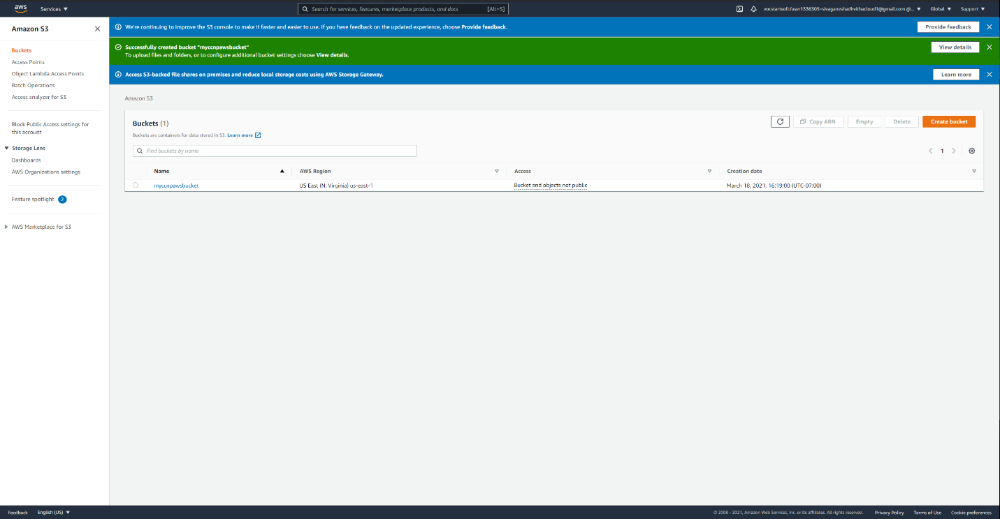 aws
Services
Search for services, features, marketplace products, and docs [Alt+S]
vocstartsoft/user1336305=sivaganeshadhvithacloud1@gmail.com @...
Global
Support
Amazon S3
Buckets
Access Points
Object Lambda Access Points
Batch Operations
Access analyzer for S3
Block Public Access settings for
this account
Storage Lens
Dashboards
AWS Organizations settings
Feature spotlight 2
AWS Marketplace for S3
We're continuing to improve the S3 console to make it faster and easier to use. If you have feedback on the updated experience, choose Provide feedback.
Provide feedback
Successfully created bucket "myccnpawsbucket"
To upload files and folders, or to configure additional bucket settings choose View details.
View details
Access S3-backed file shares on premises and reduce local storage costs using AWS Storage Gateway.
Learn more
Amazon S3
Buckets (1)
Buckets are containers for data stored in S3. Learn more
Copy ARN
Empty
Delete
Create bucket
Find buckets by name
1
Name AWS Region Access Creation date
myccnpawsbucket US East (N. Virginia) us-east-1 Bucket and objects not public March 18, 2021, 16:19:00 (UTC-07:00)
Feedback English (US) © 2008 - 2021, Amazon Web Services, Inc. or its affiliates. All rights reserved. Privacy Policy Terms of Use Cookie preferences